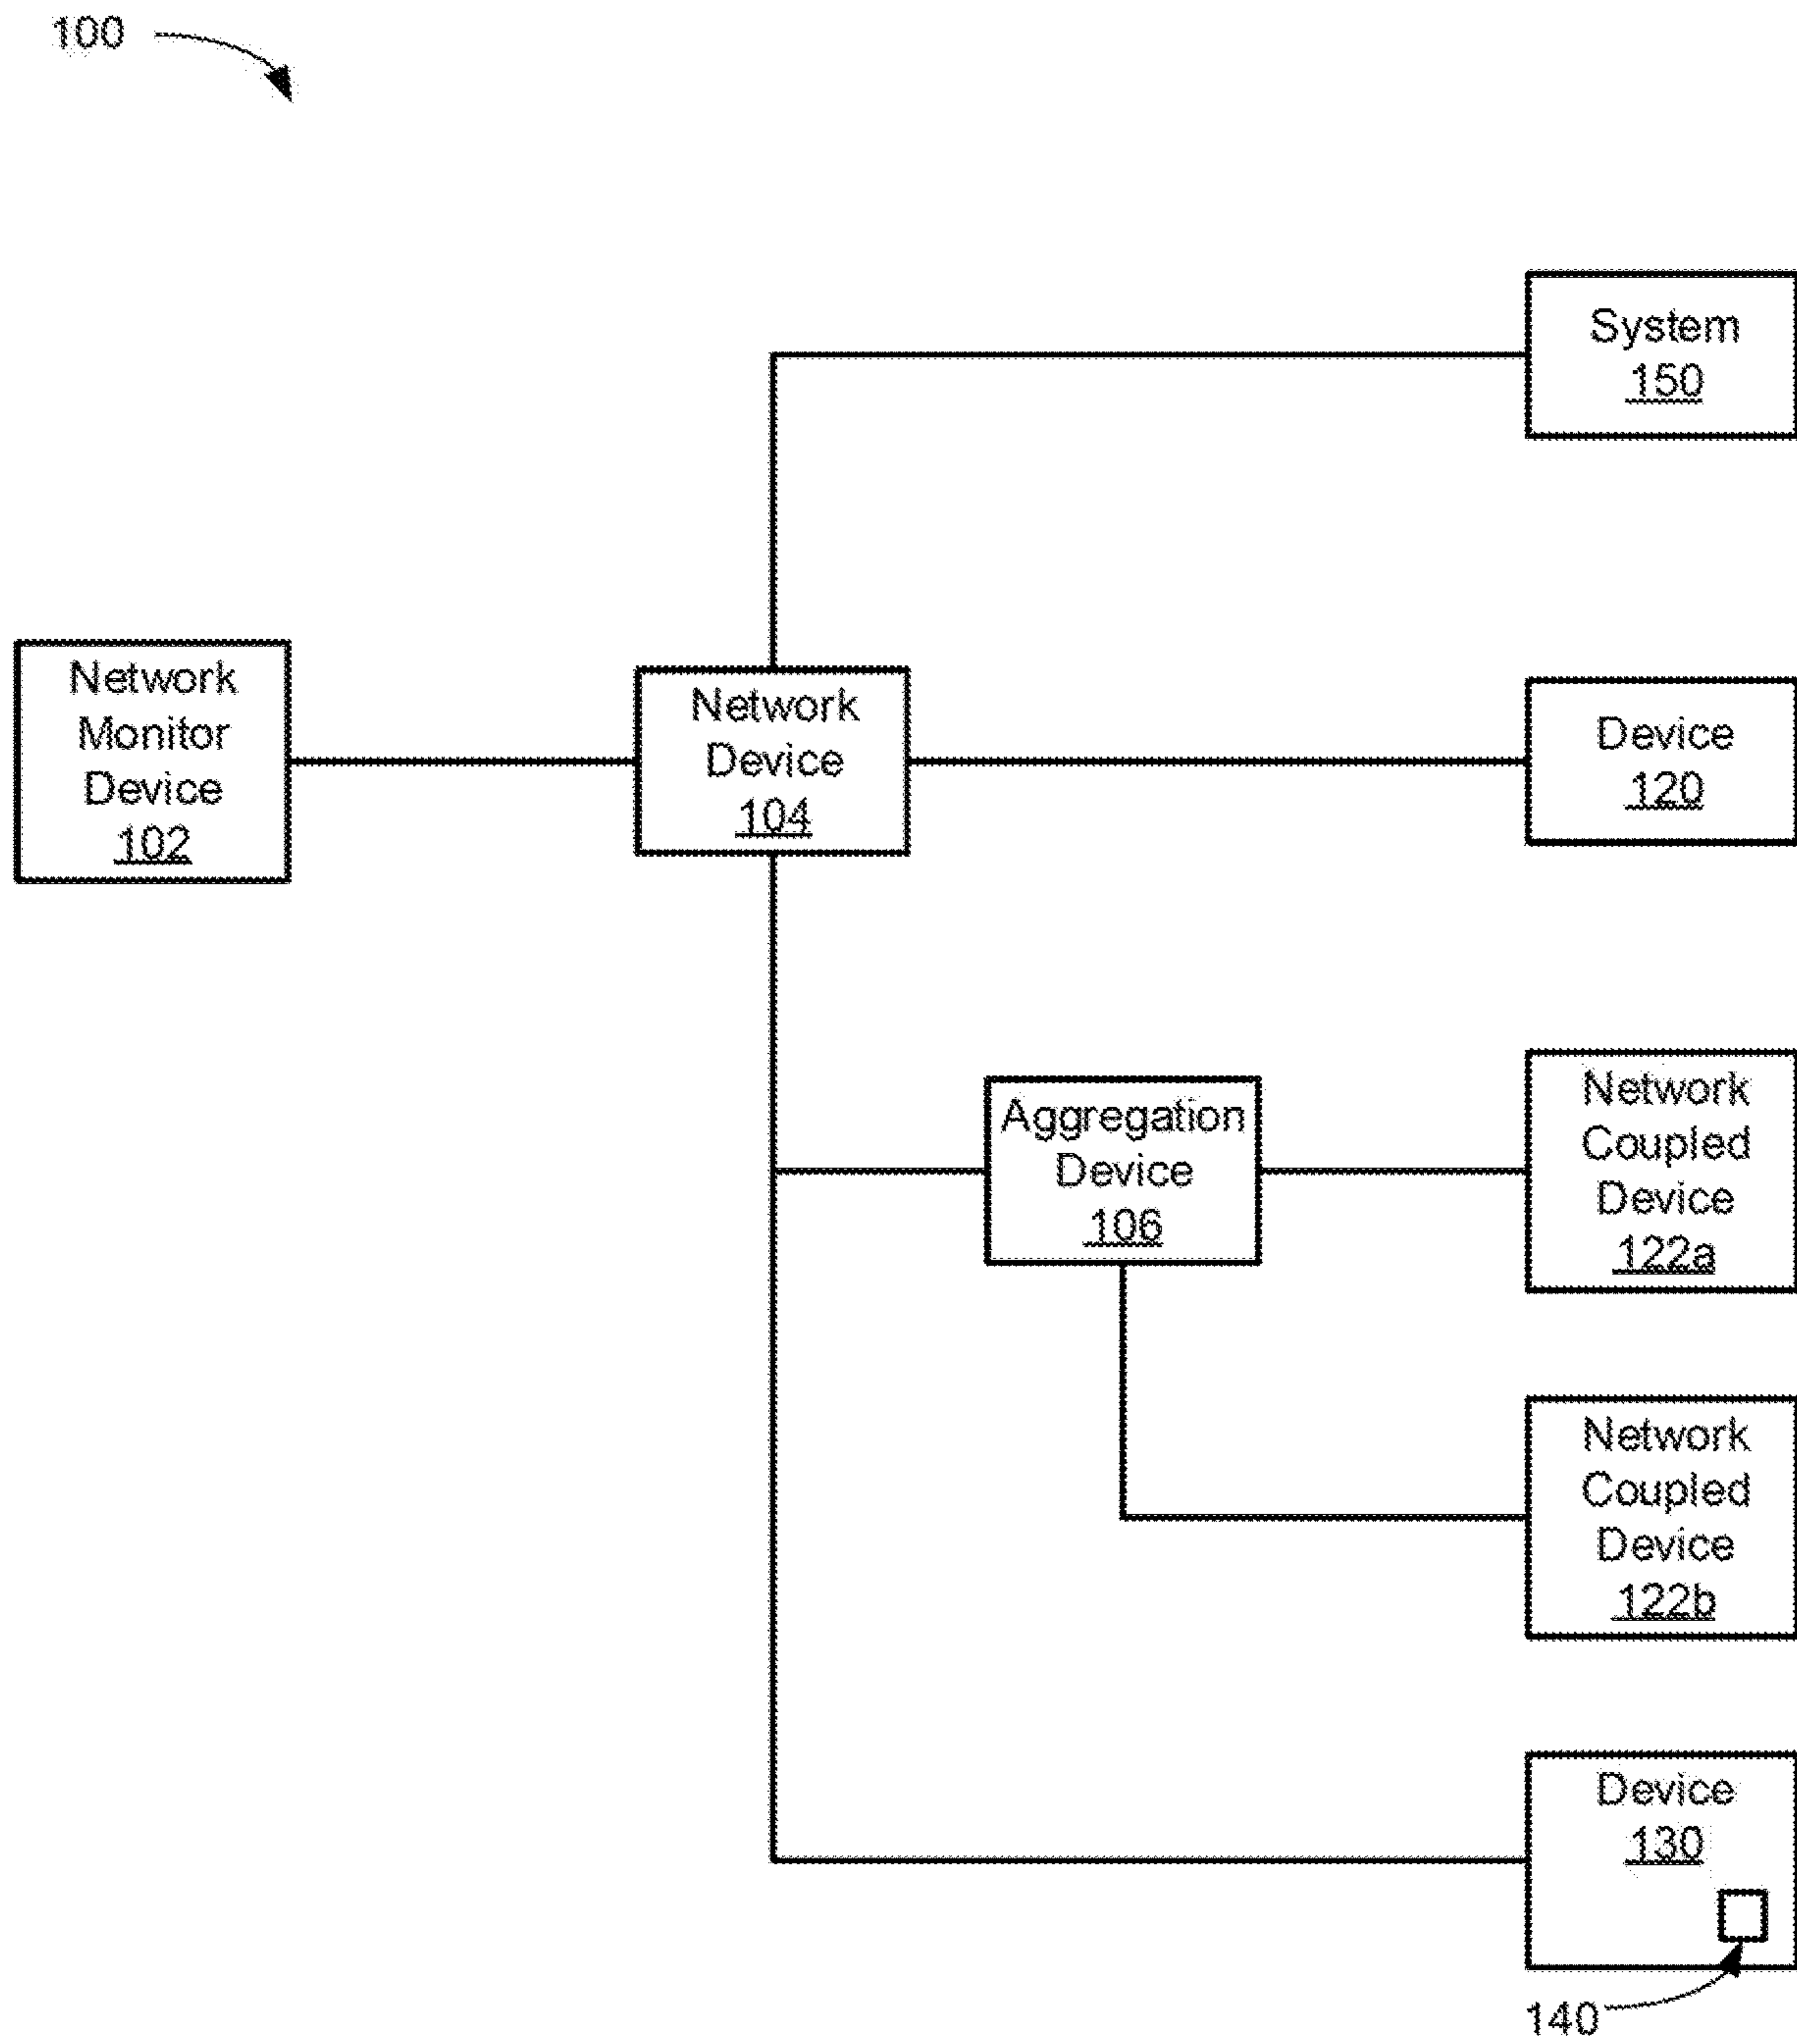 100
System
150
Network
Monitor
Device
102
Network
Device
104
Device
120
Aggregation
Device
106
Network
Coupled
Device
122a
Network
Coupled
Device
122b
Device
130
140